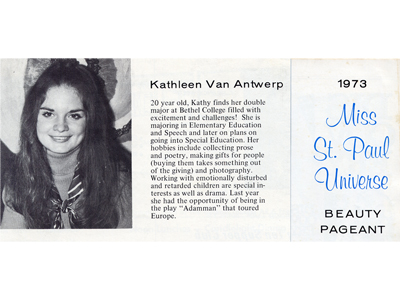 Kathleen Van Antwerp
20 year old, Kathy finds her double
major at Bethel College filled with
excitement and challenges! She is
majoring in Elementary Education
and Speech and later on plans on
going into Special Education. Her
hobbies include collecting prose
and poetry, making gifts for people
(buying them takes something out
of the giving) and photography.
Working with emotionally disturbed
and retarded children are special in-
terests as well as drama. Last year
she had the opportunity of being in
the play "Adamman" that toured
Europe.
1973
Miss
St. Paul
Universe
BEAUTY
PAGEANT